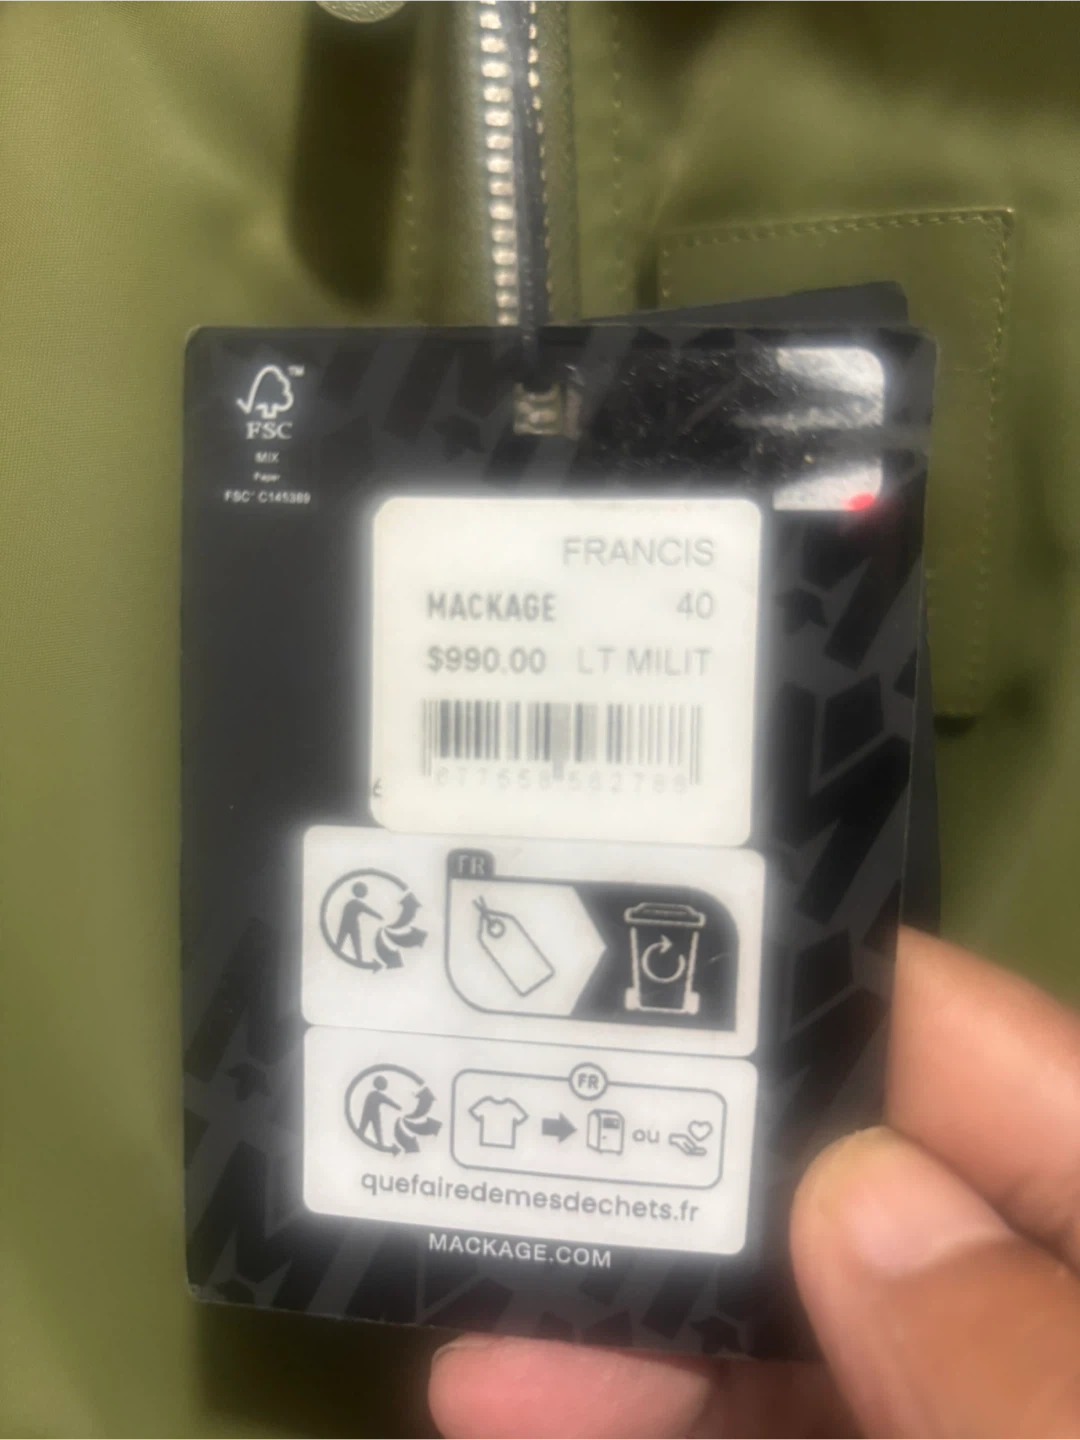 ™
FSC
MIX
Paper
FSC® C145389
FRANCIS
MACKAGE 40
$990.00 LT MILIT
FR
FR
ou
quefairedemesdechets.fr
MACKAGE.COM